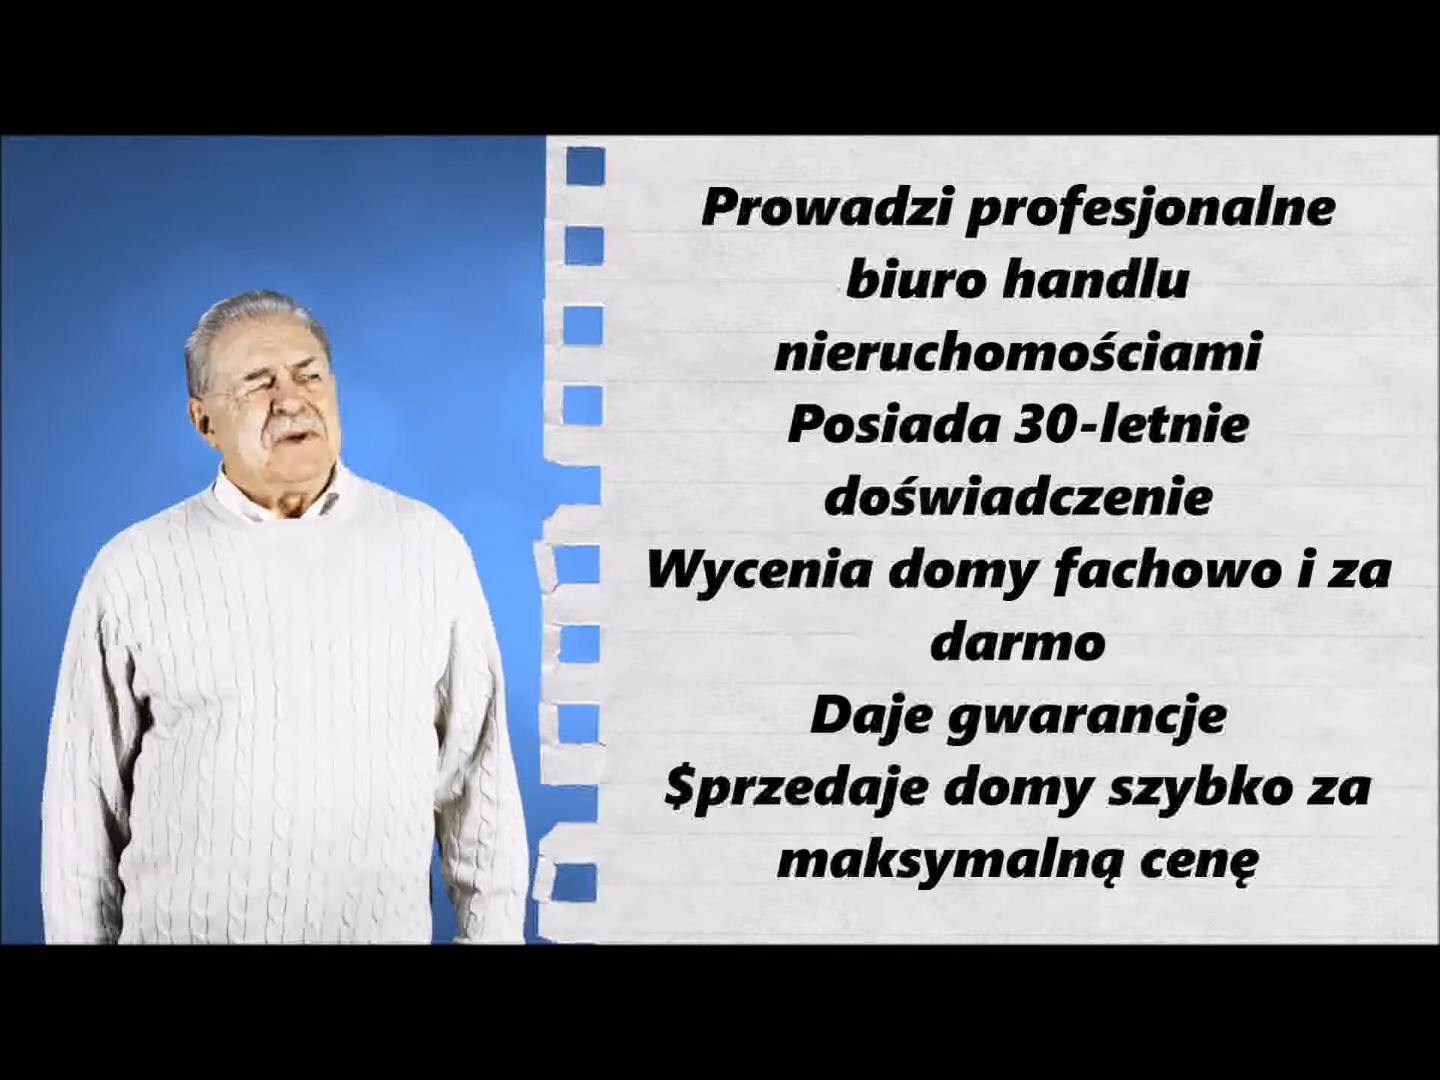 Prowadzi profesjonalne
biuro handlu
nieruchomościami
Posiada 30-letnie
doświadczenie
Wycenia domy fachowo i za
darmo
Daje gwarancje
$przedaje domy szybko za
maksymalną cenę